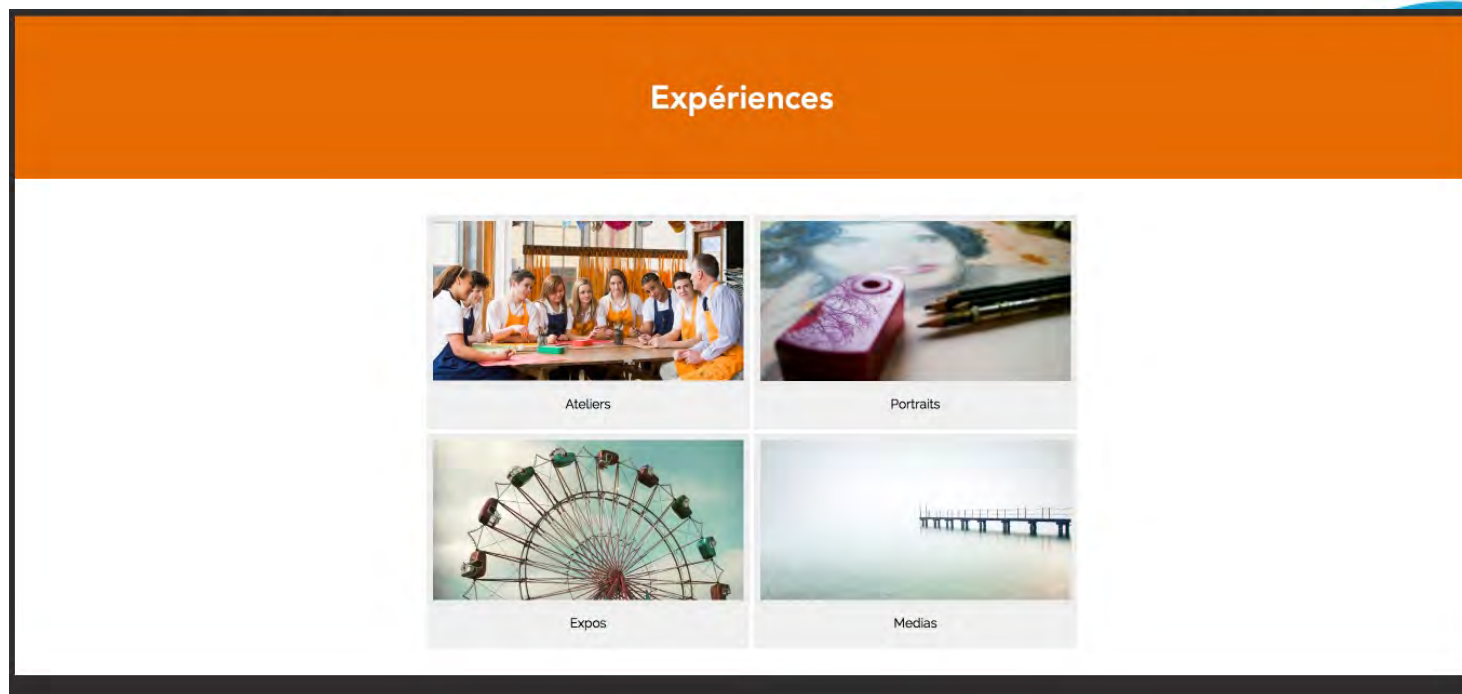 Expériences
Ateliers
Portraits
Expos
Medias